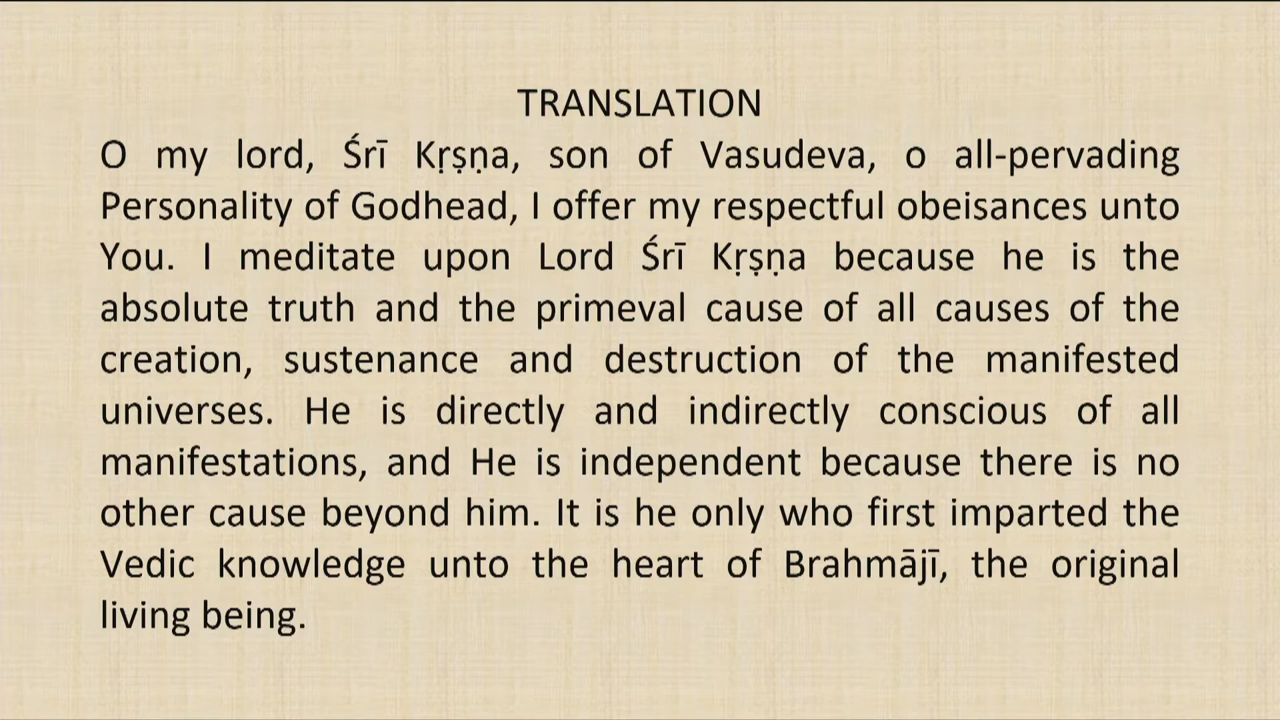 TRANSLATION
O my lord, Śrī Kṛṣṇa, son of Vasudeva, o all-pervading
Personality of Godhead, I offer my respectful obeisances unto
You. I meditate upon Lord Śrī Kṛṣṇa because he is the
absolute truth and the primeval cause of all causes of the
creation, sustenance and destruction of the manifested
universes. He is directly and indirectly conscious of all
manifestations, and He is independent because there is no
other cause beyond him. It is he only who first imparted the
Vedic knowledge unto the heart of Brahmājī, the original
living being.